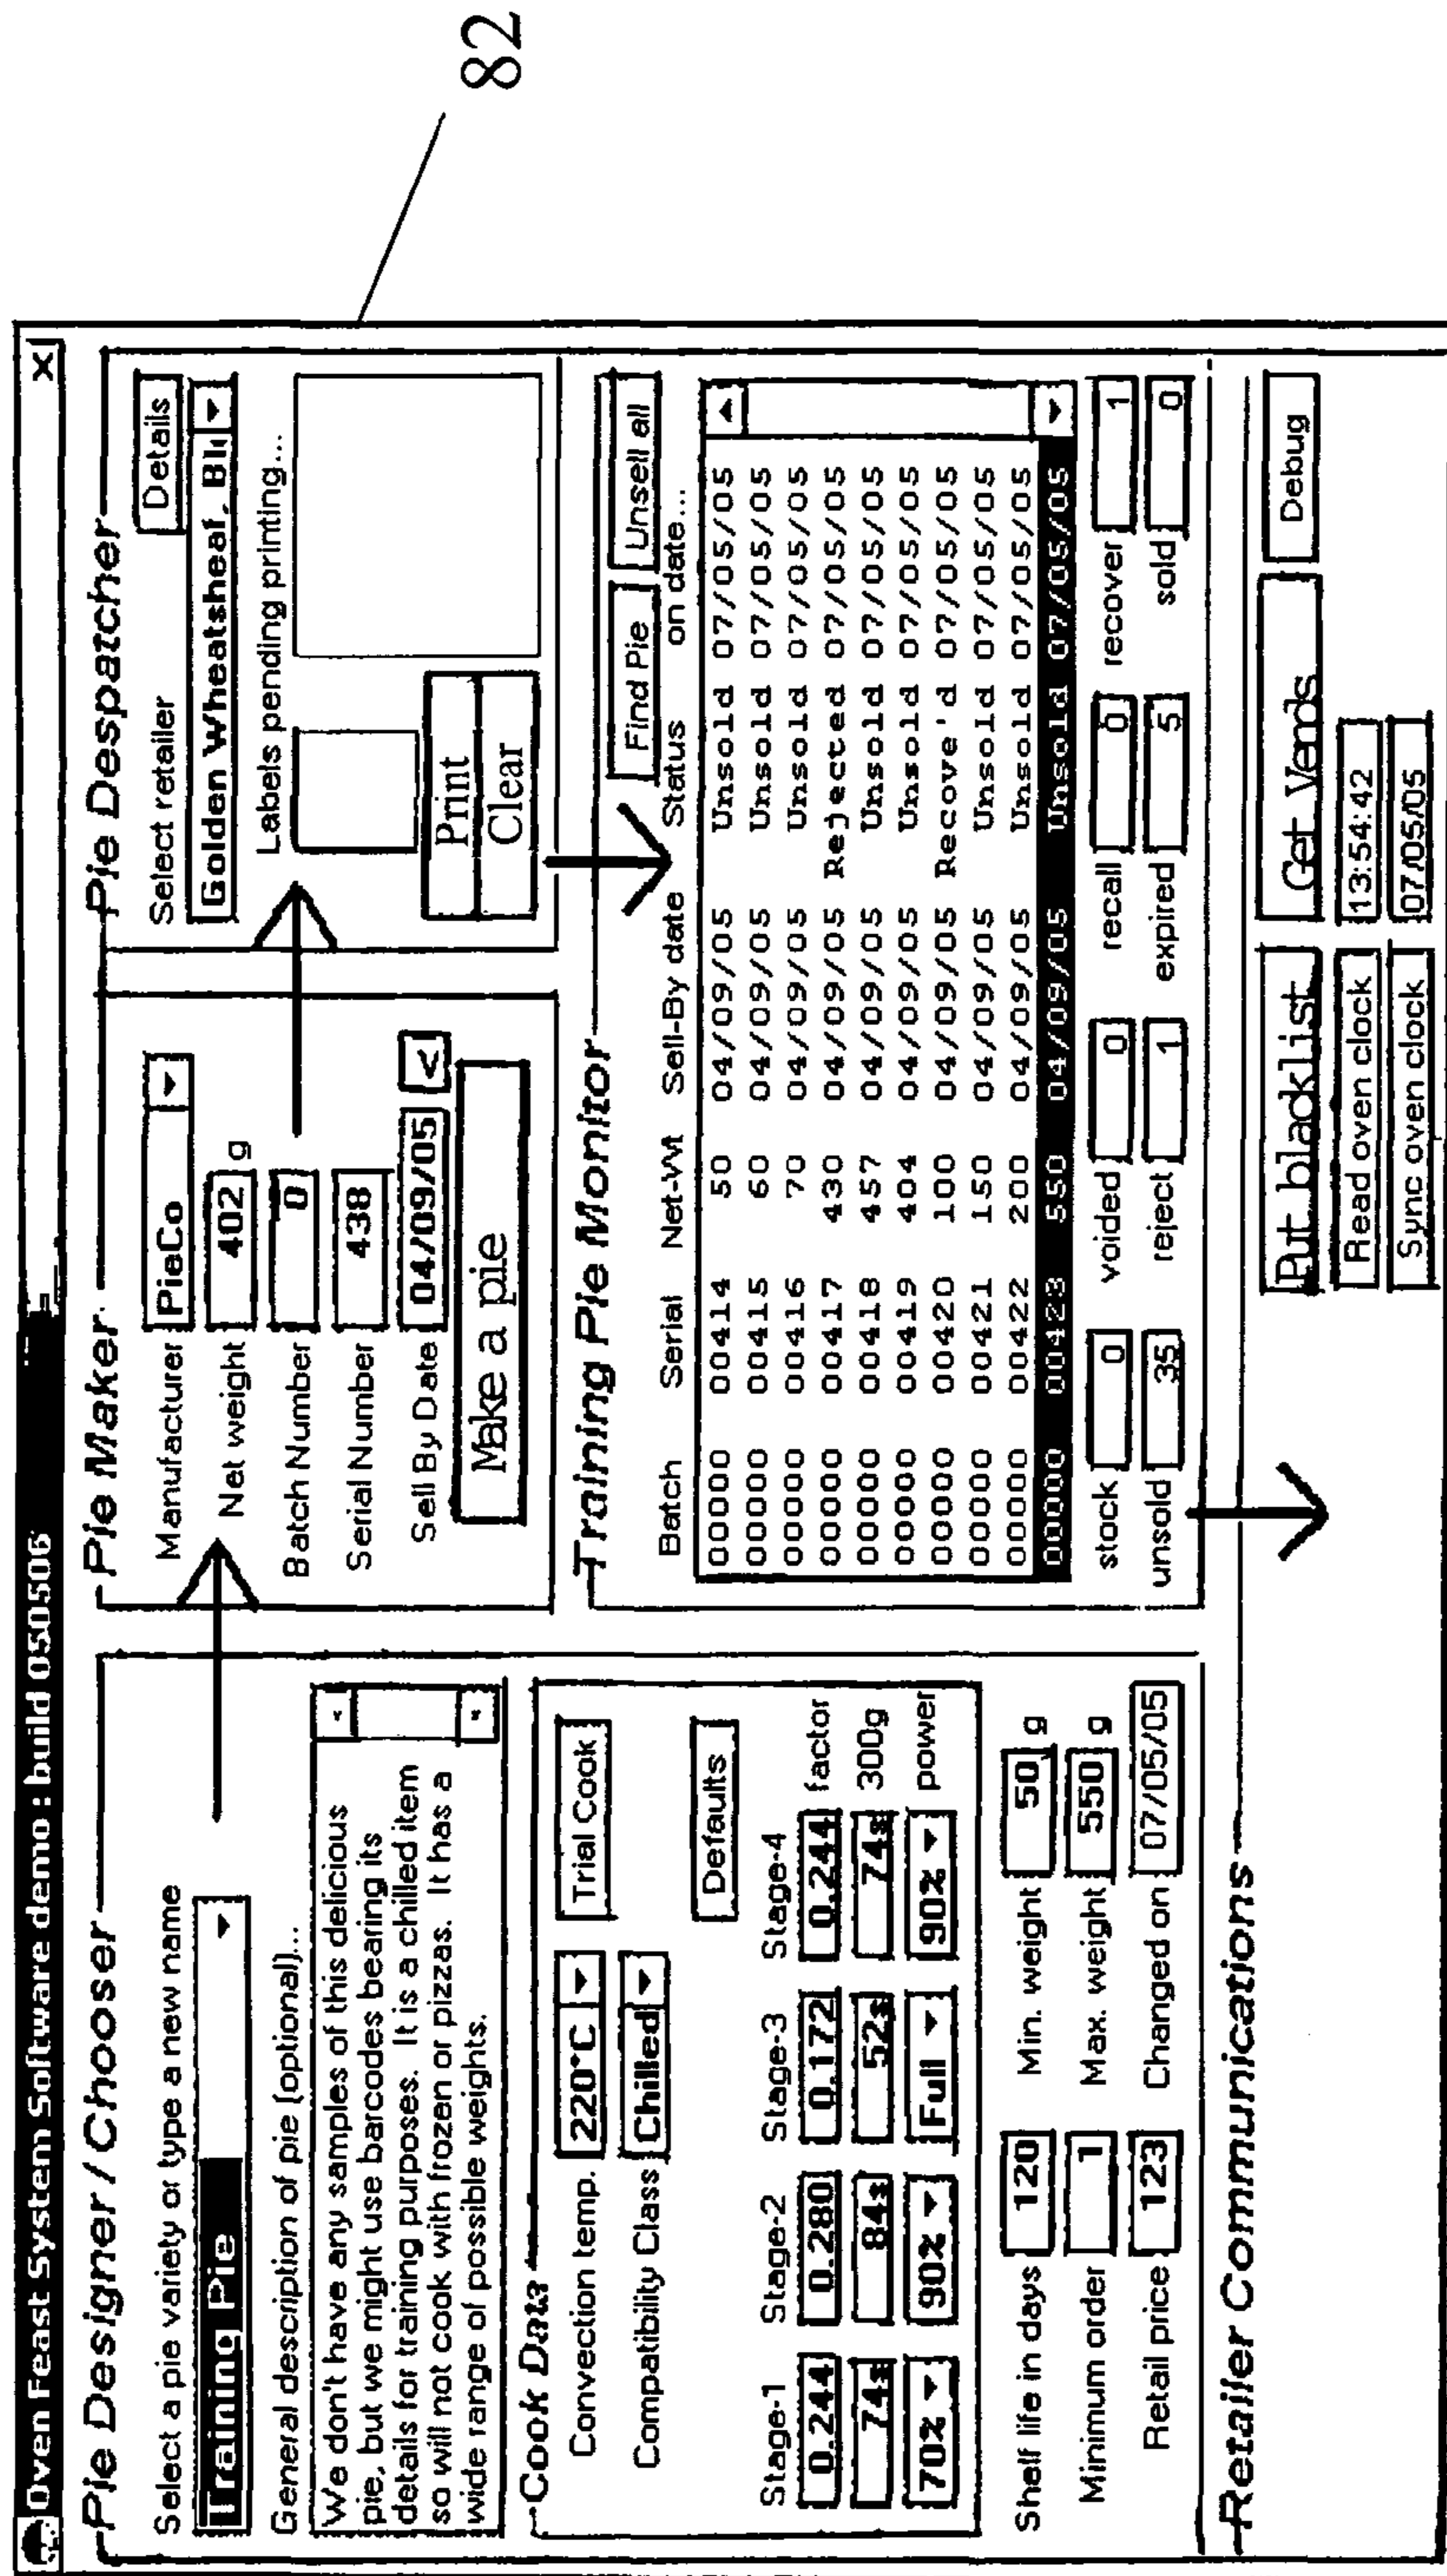 Oven Feast System Software demo : build 050506 X
82
Pie Designer / Chooser
Select a pie variety or type a new name
Training Pie
General description of pie (optional)...
We don't have any samples of this delicious
pie, but we might use barcodes bearing its
details for training purposes. It is a chilled item
so will not cook with frozen or pizzas. It has a
wide range of possible weights.
Cook Data
Convection temp. 220°C Trial Cook
Compatibility Class Chilled
Defaults
Stage-1 Stage-2 Stage-3 Stage-4
0.244 0.280 0.172 0.244 factor
74s 84s 52s 74s 300g
70% 90% Full 90% power
Shelf life in days 120 Min. weight 50 g
Minimum order 1 Max. weight 550 g
Retail price 123 Changed on 07/05/05
Pie Maker
Manufacturer PieCo
Net weight 402 g
Batch Number 0
Serial Number 438
Sell By Date 04/09/05 <
Make a pie
Pie Despatcher
Select retailer Details
Golden Wheatsheaf,
Labels pending printing...
Print
Clear
Training Pie Monitor
Find Pie Unsell all
Batch Serial Net-Wt Sell-By date Status on date...
00000 00414 50 04/09/05 Unsold 07/05/05
00000 00415 60 04/09/05 Unsold 07/05/05
00000 00416 70 04/09/05 Unsold 07/05/05
00000 00417 430 04/09/05 Rejected 07/05/05
00000 00418 457 04/09/05 Unsold 07/05/05
00000 00419 404 04/09/05 Unsold 07/05/05
00000 00420 100 04/09/05 Recove'd 07/05/05
00000 00421 150 04/09/05 Unsold 07/05/05
00000 00422 200 04/09/05 Unsold 07/05/05
00000 00423 550 04/09/05 Unsold 07/05/05
stock 0 voided 0 recall 0 recover 1
unsold 35 reject 1 expired 5 sold 0
Retailer Communications
Put blacklist Get Vends Debug
Read oven clock 13:54:42
Sync oven clock 07/05/05